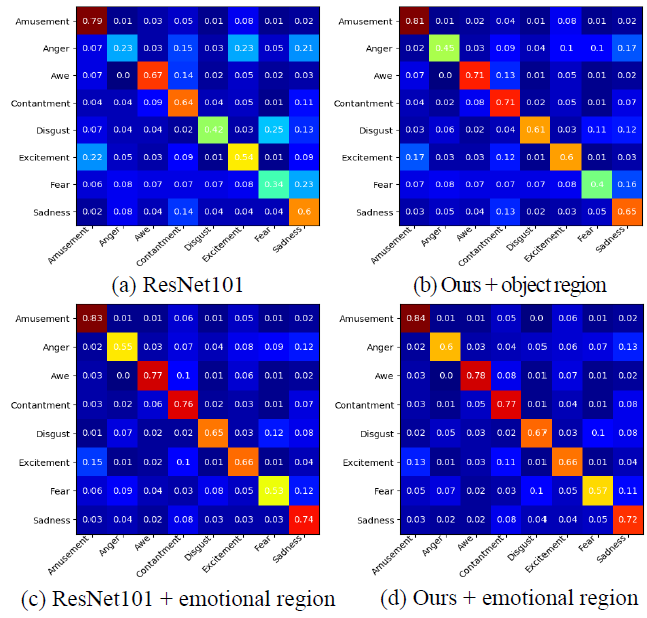 Amusement 0.79 0.01 0.03 0.05 0.01 0.08 0.01 0.02
Anger 0.07 0.23 0.03 0.15 0.03 0.23 0.05 0.21
Awe 0.07 0.0 0.67 0.14 0.01 0.05 0.02 0.03
Contantment 0.04 0.04 0.09 0.64 0.04 0.05 0.01 0.11
Disgust 0.07 0.04 0.04 0.02 0.42 0.03 0.25 0.13
Excitement 0.22 0.05 0.03 0.09 0.01 0.54 0.01 0.09
Fear 0.06 0.08 0.07 0.07 0.07 0.08 0.34 0.23
Sadness 0.02 0.08 0.04 0.14 0.04 0.04 0.04 0.6
Amusement Anger Awe Contantment Disgust Excitement Fear Sadness
(a) ResNet101
Amusement 0.81 0.01 0.02 0.04 0.01 0.08 0.01 0.02
Anger 0.02 0.45 0.03 0.09 0.04 0.1 0.1 0.17
Awe 0.07 0.0 0.71 0.13 0.01 0.05 0.01 0.02
Contantment 0.04 0.02 0.08 0.71 0.02 0.05 0.01 0.07
Disgust 0.03 0.06 0.02 0.04 0.61 0.03 0.11 0.12
Excitement 0.17 0.03 0.03 0.12 0.01 0.6 0.01 0.03
Fear 0.03 0.08 0.07 0.07 0.07 0.08 0.4 0.16
Sadness 0.03 0.05 0.04 0.13 0.02 0.03 0.05 0.65
Amusement Anger Awe Contantment Disgust Excitement Fear Sadness
(b) Ours + object region
Amusement 0.83 0.01 0.01 0.06 0.01 0.05 0.01 0.02
Anger 0.02 0.55 0.03 0.07 0.04 0.08 0.09 0.12
Awe 0.03 0.0 0.77 0.1 0.01 0.06 0.01 0.02
Contantment 0.03 0.02 0.06 0.76 0.02 0.03 0.01 0.07
Disgust 0.01 0.07 0.02 0.02 0.65 0.03 0.12 0.08
Excitement 0.15 0.01 0.02 0.1 0.01 0.66 0.01 0.04
Fear 0.06 0.09 0.04 0.03 0.08 0.05 0.53 0.12
Sadness 0.03 0.04 0.02 0.08 0.03 0.03 0.03 0.74
Amusement Anger Awe Contantment Disgust Excitement Fear Sadness
(c) ResNet101 + emotional region
Amusement 0.84 0.01 0.01 0.05 0.0 0.06 0.01 0.02
Anger 0.02 0.6 0.03 0.04 0.05 0.06 0.07 0.13
Awe 0.03 0.0 0.78 0.08 0.01 0.07 0.01 0.02
Contantment 0.03 0.01 0.05 0.77 0.01 0.04 0.01 0.08
Disgust 0.02 0.05 0.03 0.02 0.67 0.03 0.1 0.08
Excitement 0.13 0.01 0.03 0.11 0.01 0.66 0.01 0.04
Fear 0.05 0.07 0.02 0.03 0.1 0.05 0.57 0.11
Sadness 0.03 0.04 0.02 0.08 0.04 0.04 0.05 0.72
Amusement Anger Awe Contantment Disgust Excitement Fear Sadness
(d) Ours + emotional region